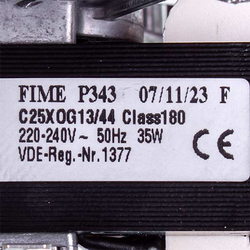 FIME P343 07/11/23 F
C25XOG13/44 Class180
220-240V~ 50Hz 35W
VDE-Reg.-Nr.1377
CE